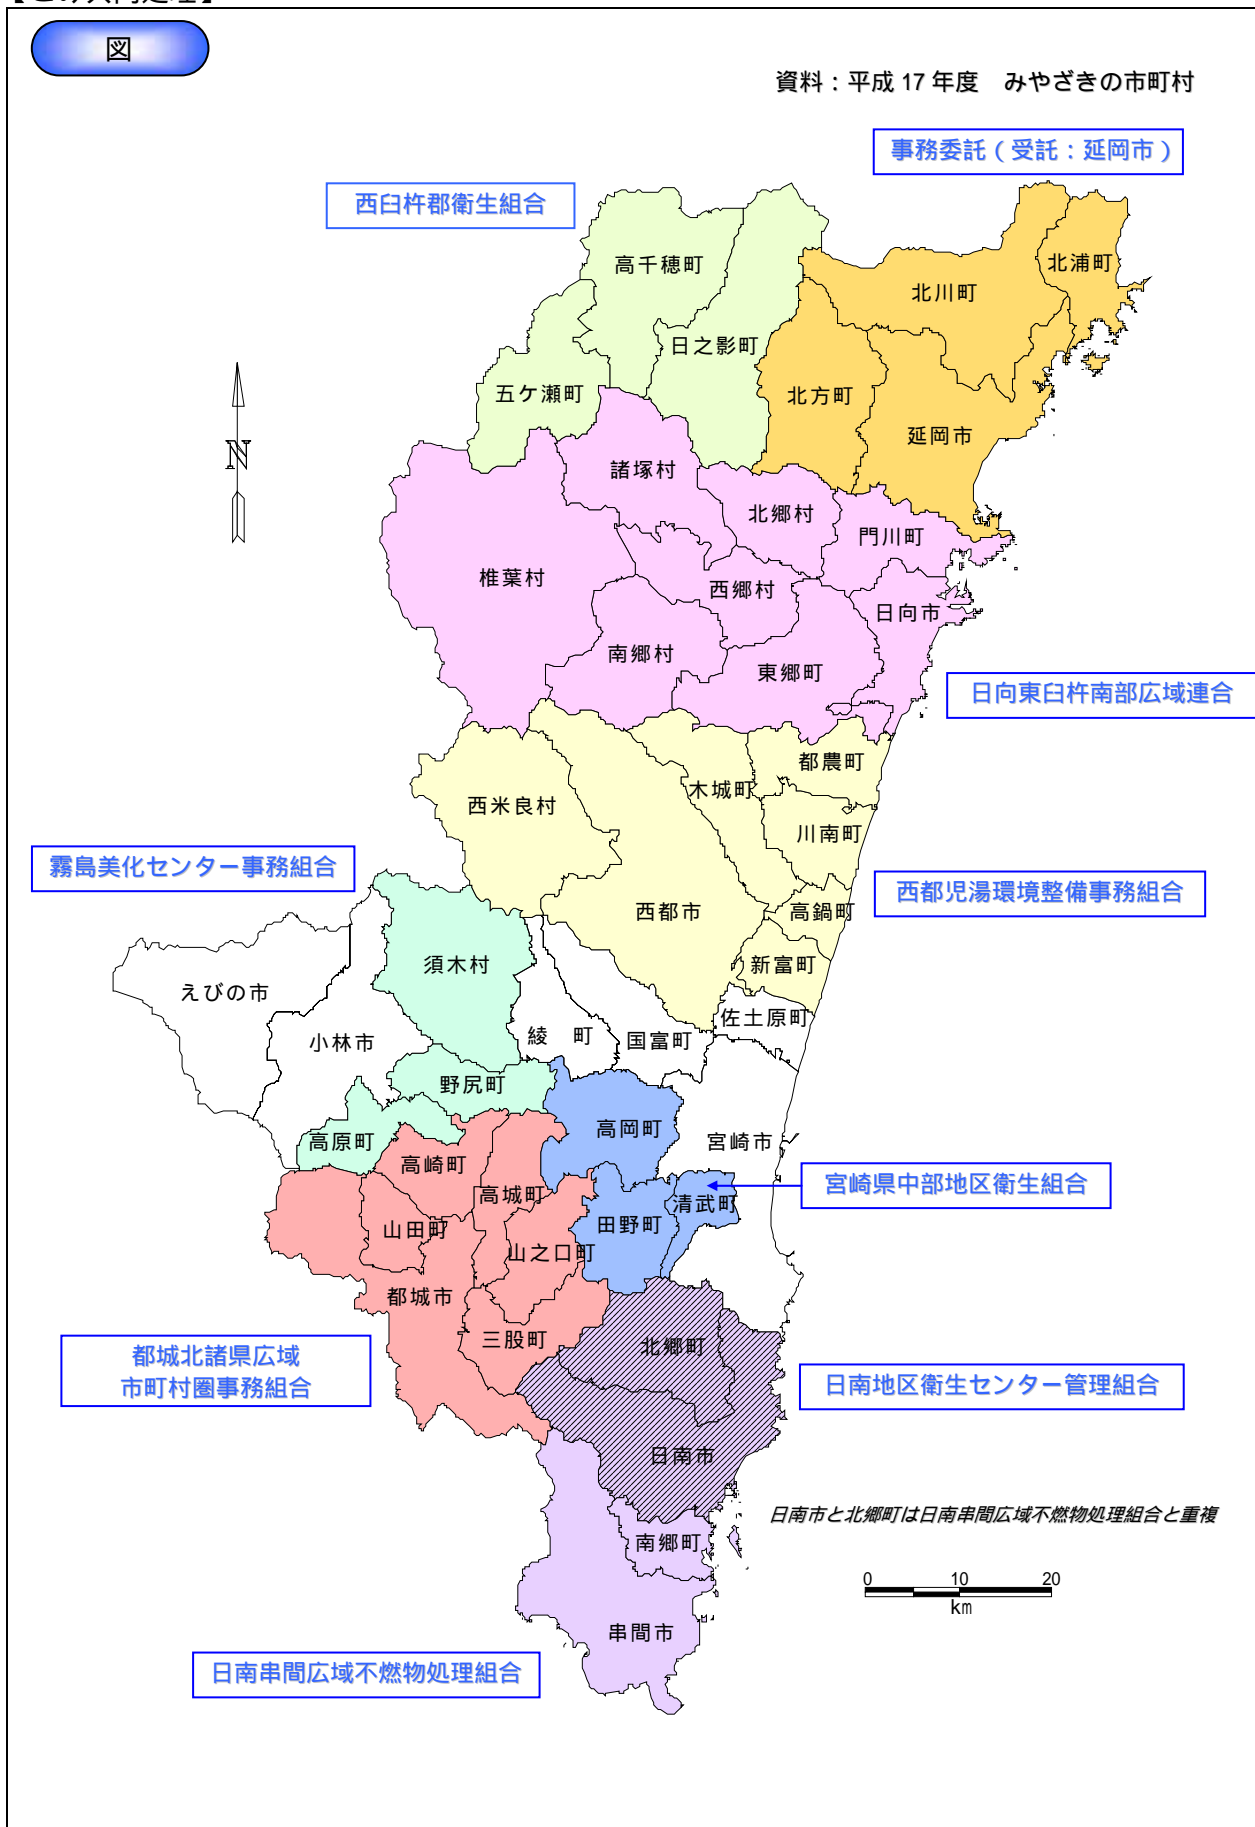 図
資料：平成 17 年度　みやざきの市町村
事務委託（受託：延岡市）
西臼杵郡衛生組合
高千穂町
北浦町
北川町
日之影町
五ケ瀬町
北方町
延岡市
N
諸塚村
北郷村
門川町
椎葉村
西郷村
日向市
南郷村
東郷町
日向東臼杵南部広域連合
都農町
木城町
西米良村
川南町
霧島美化センター事務組合
西都児湯環境整備事務組合
西都市
高鍋町
須木村
新富町
えびの市
佐土原町
小林市
綾　町
国富町
野尻町
高岡町
高原町
宮崎市
高崎町
宮崎県中部地区衛生組合
高城町
清武町
山田町
田野町
山之口町
都城市
三股町
北郷町
都城北諸県広域
市町村圏事務組合
日南地区衛生センター管理組合
日南市
日南市と北郷町は日南串間広域不燃物処理組合と重複
南郷町
0 10 20
km
串間市
日南串間広域不燃物処理組合